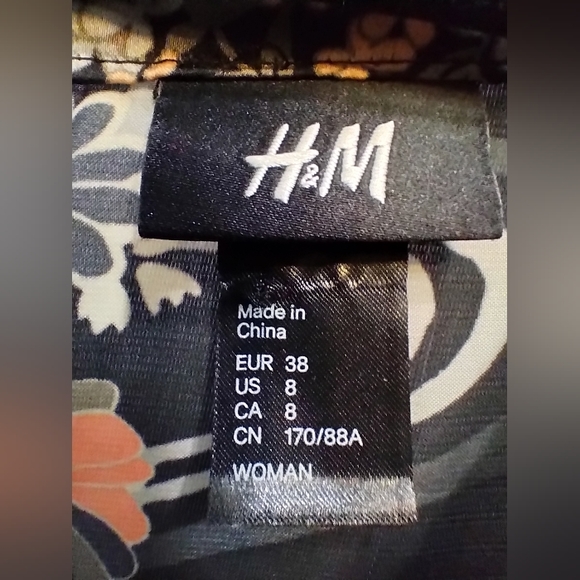 H&M
Made in
China
EUR 38
US 8
CA 8
CN 170/88A
WOMAN